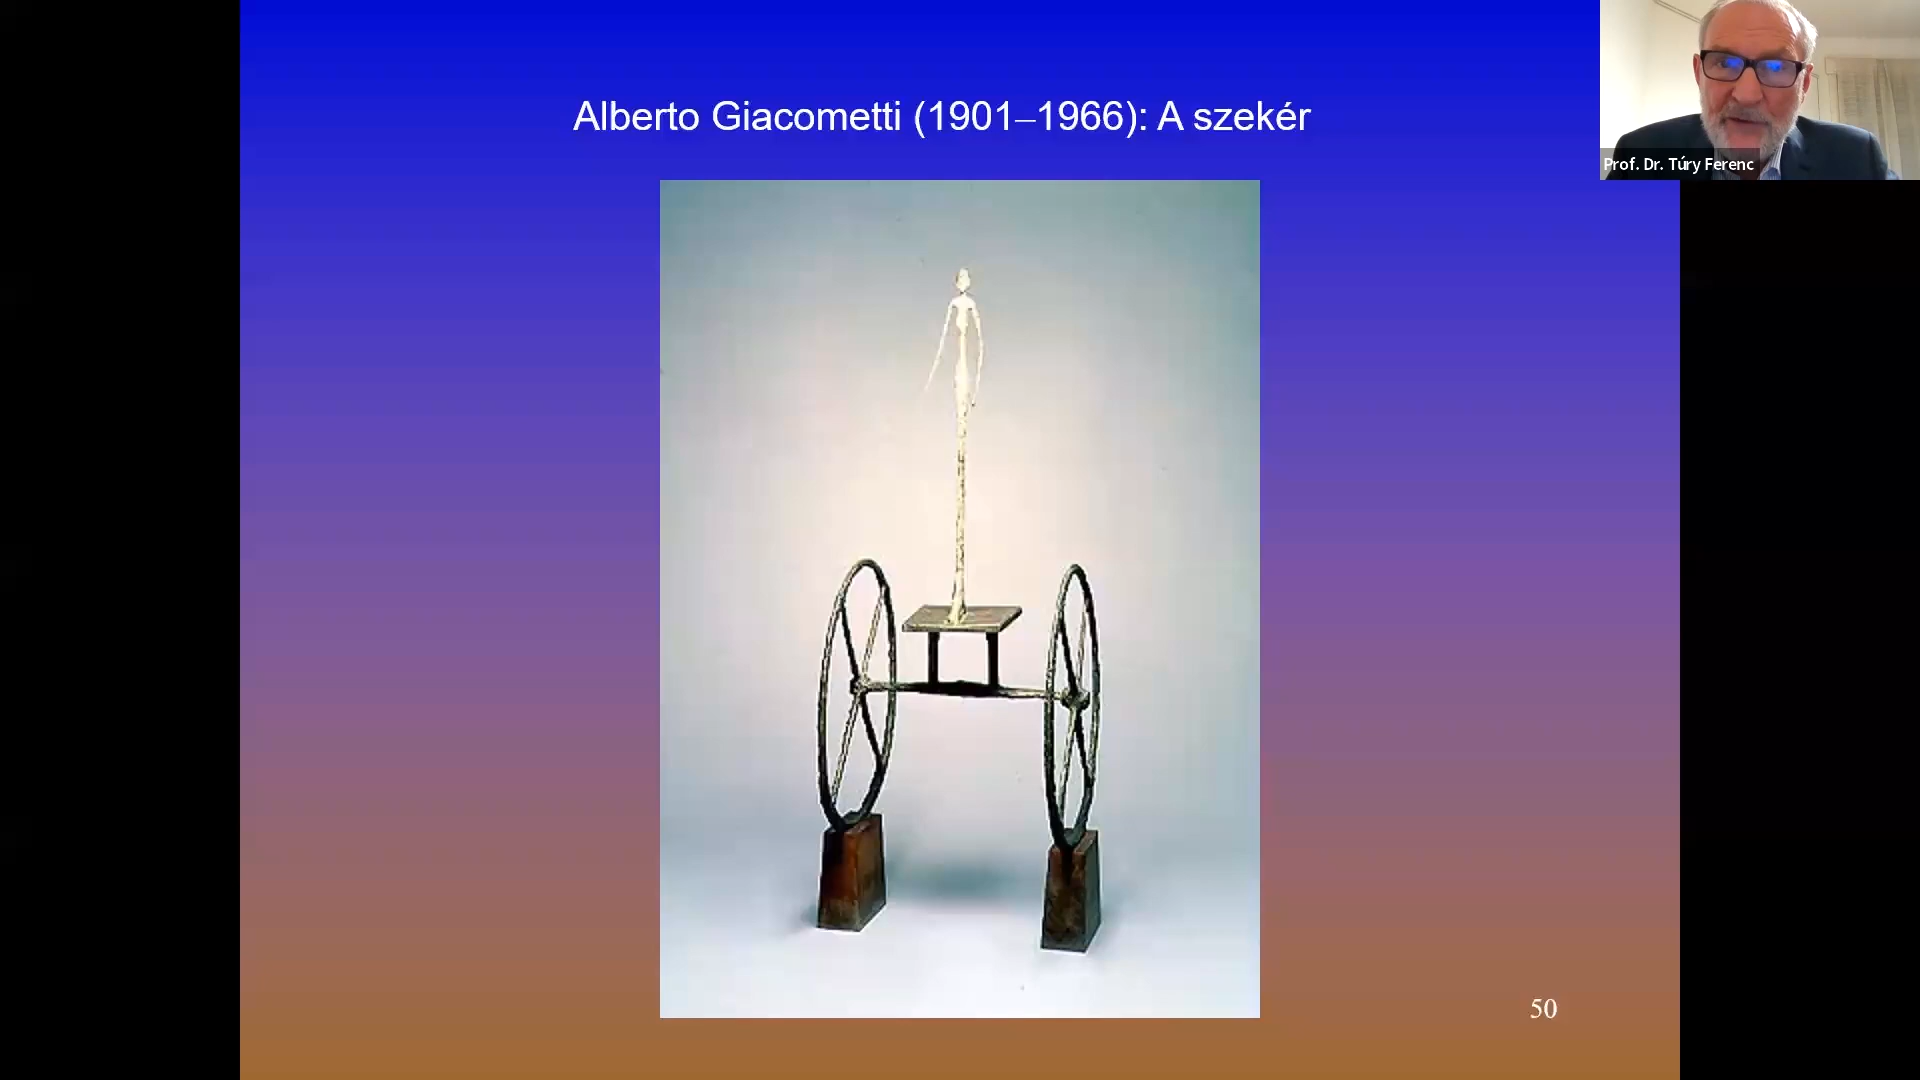 Alberto Giacometti (1901–1966): A szekér
Prof. Dr. Túry Ferenc
50